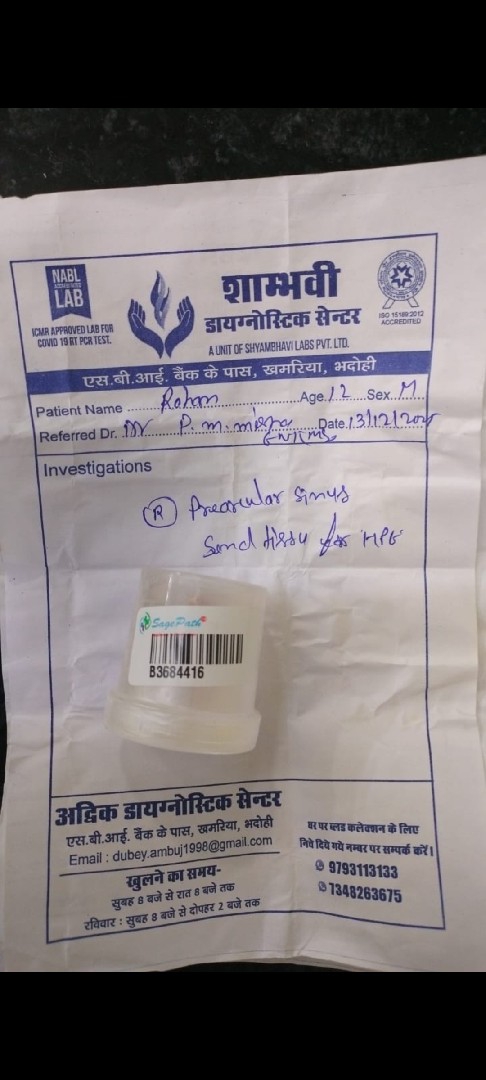 NABL
LAB
ICMR APPROVED LAB FOR
COVID 19 RT PCR TEST.
शाम्भवी
डायग्नोस्टिक सेन्टर
A UNIT OF SHYAMBHAVI LABS PVT. LTD.
ISO 15189:2012
ACCREDITED
एस.बी.आई. बैंक के पास, खमरिया, भदोही
Patient Name Rohan Age 12 Sex M
Referred Dr. Dr P. m. Date 13/12/2025
Investigations
R sinus
Send tissu for HPE
SagePath
B3684416
अद्विक डायग्नोस्टिक सेन्टर
एस.बी.आई. बैंक के पास, खमरिया, भदोही
Email : dubey.ambuj1998@gmail.com
खुलने का समय-
सुबह 8 बजे से रात 8 बजे तक
रविवार : सुबह 8 बजे से दोपहर 2 बजे तक
घर पर ब्लड कलेक्शन के लिए
निचे दिये गये नम्बर पर सम्पर्क करें।
9793113133
7348263675